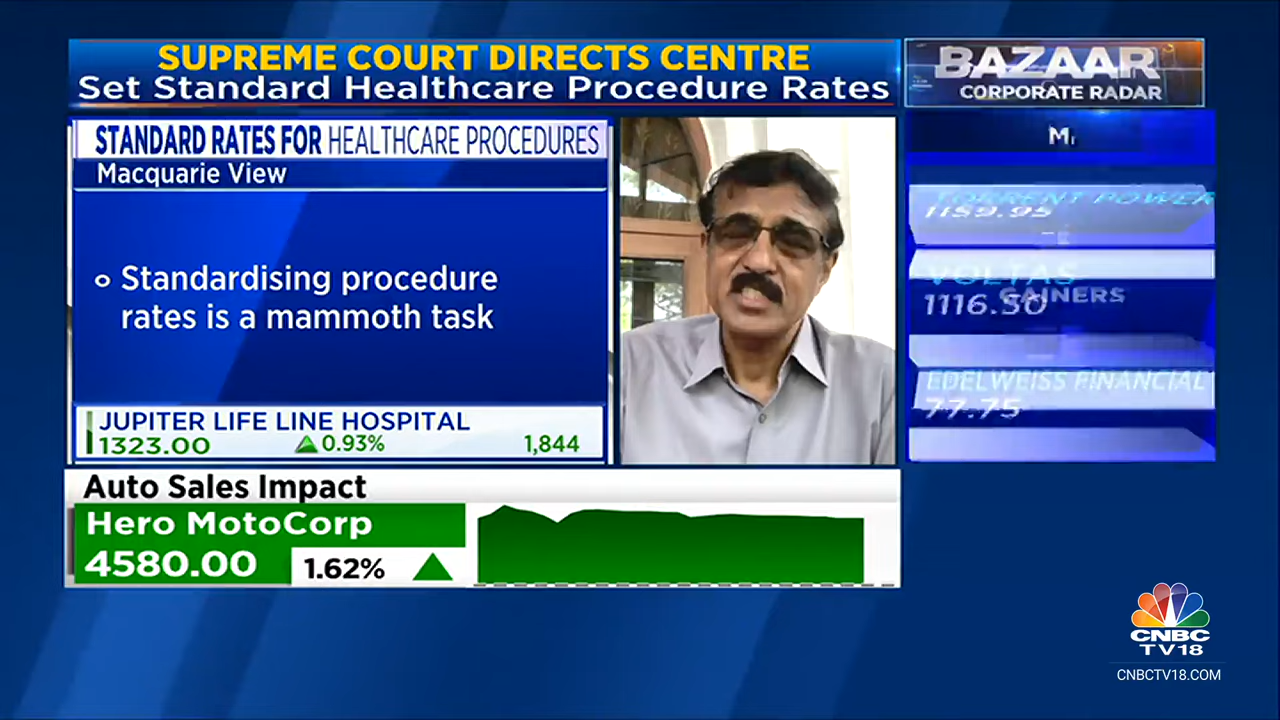 SUPREME COURT DIRECTS CENTRE
Set Standard Healthcare Procedure Rates
BAZAAR
CORPORATE RADAR
STANDARD RATES FOR HEALTHCARE PROCEDURES
Macquarie View
Standardising procedure
rates is a mammoth task
JUPITER LIFE LINE HOSPITAL
1323.00 0.93% 1,844
TORRENT POWER
1159.95
VOLTAS
GAINERS
1116.50
EDELWEISS FINANCIAL
77.75
Auto Sales Impact
Hero MotoCorp
4580.00 1.62%
CNBC
TV18
CNBCTV18.COM